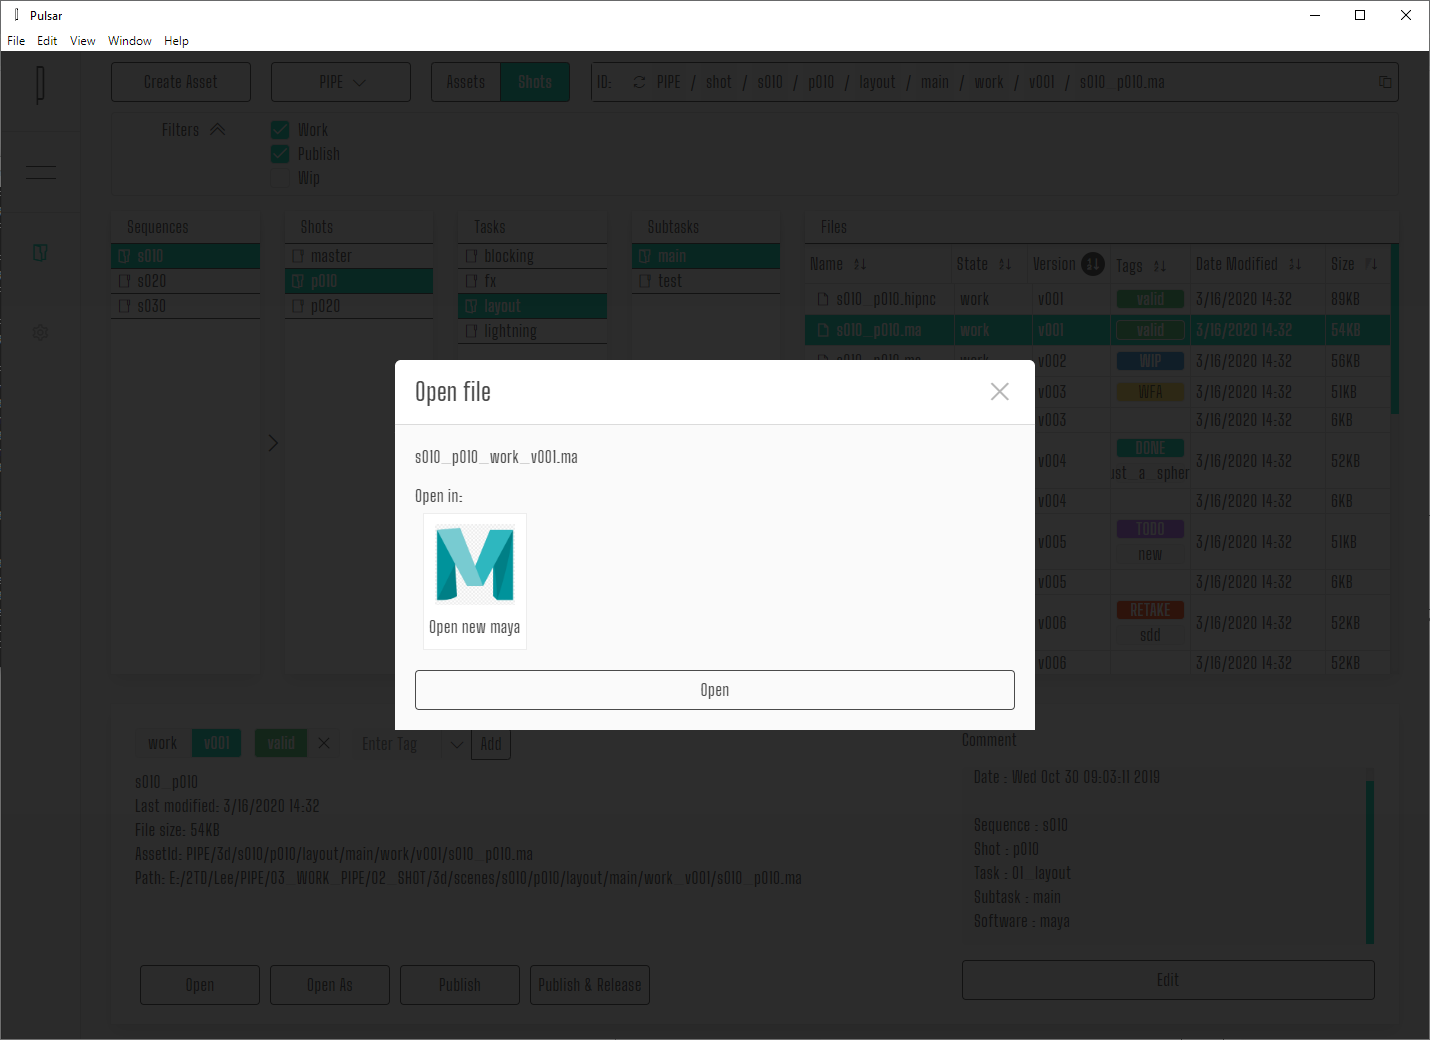 Pulsar
File Edit View Window Help
Create Asset
PIPE
Assets
Shots
ID: PIPE / shot / s010 / p010 / layout / main / work / v001 / s010_p010.ma
Filters
Work
Publish
Wip
Sequences
s010
s020
s030
Shots
master
p010
p020
Tasks
blocking
fx
layout
lightning
Subtasks
main
test
Files
Name State Version Tags Date Modified Size
s010_p010.hipnc work v001 valid 3/16/2020 14:32 89KB
s010_p010.ma work v001 valid 3/16/2020 14:32 54KB
s010_p010.ma work v002 WIP 3/16/2020 14:32 56KB
v003 WFA 3/16/2020 14:32 51KB
v003 3/16/2020 14:32 6KB
v004 DONE 3/16/2020 14:32 52KB
ust_a_spher
v004 3/16/2020 14:32 6KB
v005 TODO 3/16/2020 14:32 51KB
new
v005 3/16/2020 14:32 6KB
v006 RETAKE 3/16/2020 14:32 52KB
sdd
v006 3/16/2020 14:32 52KB
Open file
s010_p010_work_v001.ma
Open in:
Open new maya
Open
work v001 valid Enter Tag Add
s010_p010
Last modified: 3/16/2020 14:32
File size: 54KB
AssetId: PIPE/3d/s010/p010/layout/main/work/v001/s010_p010.ma
Path: E:/2TD/Lee/PIPE/03_WORK_PIPE/02_SHOT/3d/scenes/s010/p010/layout/main/work_v001/s010_p010.ma
Open
Open As
Publish
Publish & Release
Comment
Date : Wed Oct 30 09:03:11 2019
Sequence : s010
Shot : p010
Task : 01_layout
Subtask : main
Software : maya
Edit